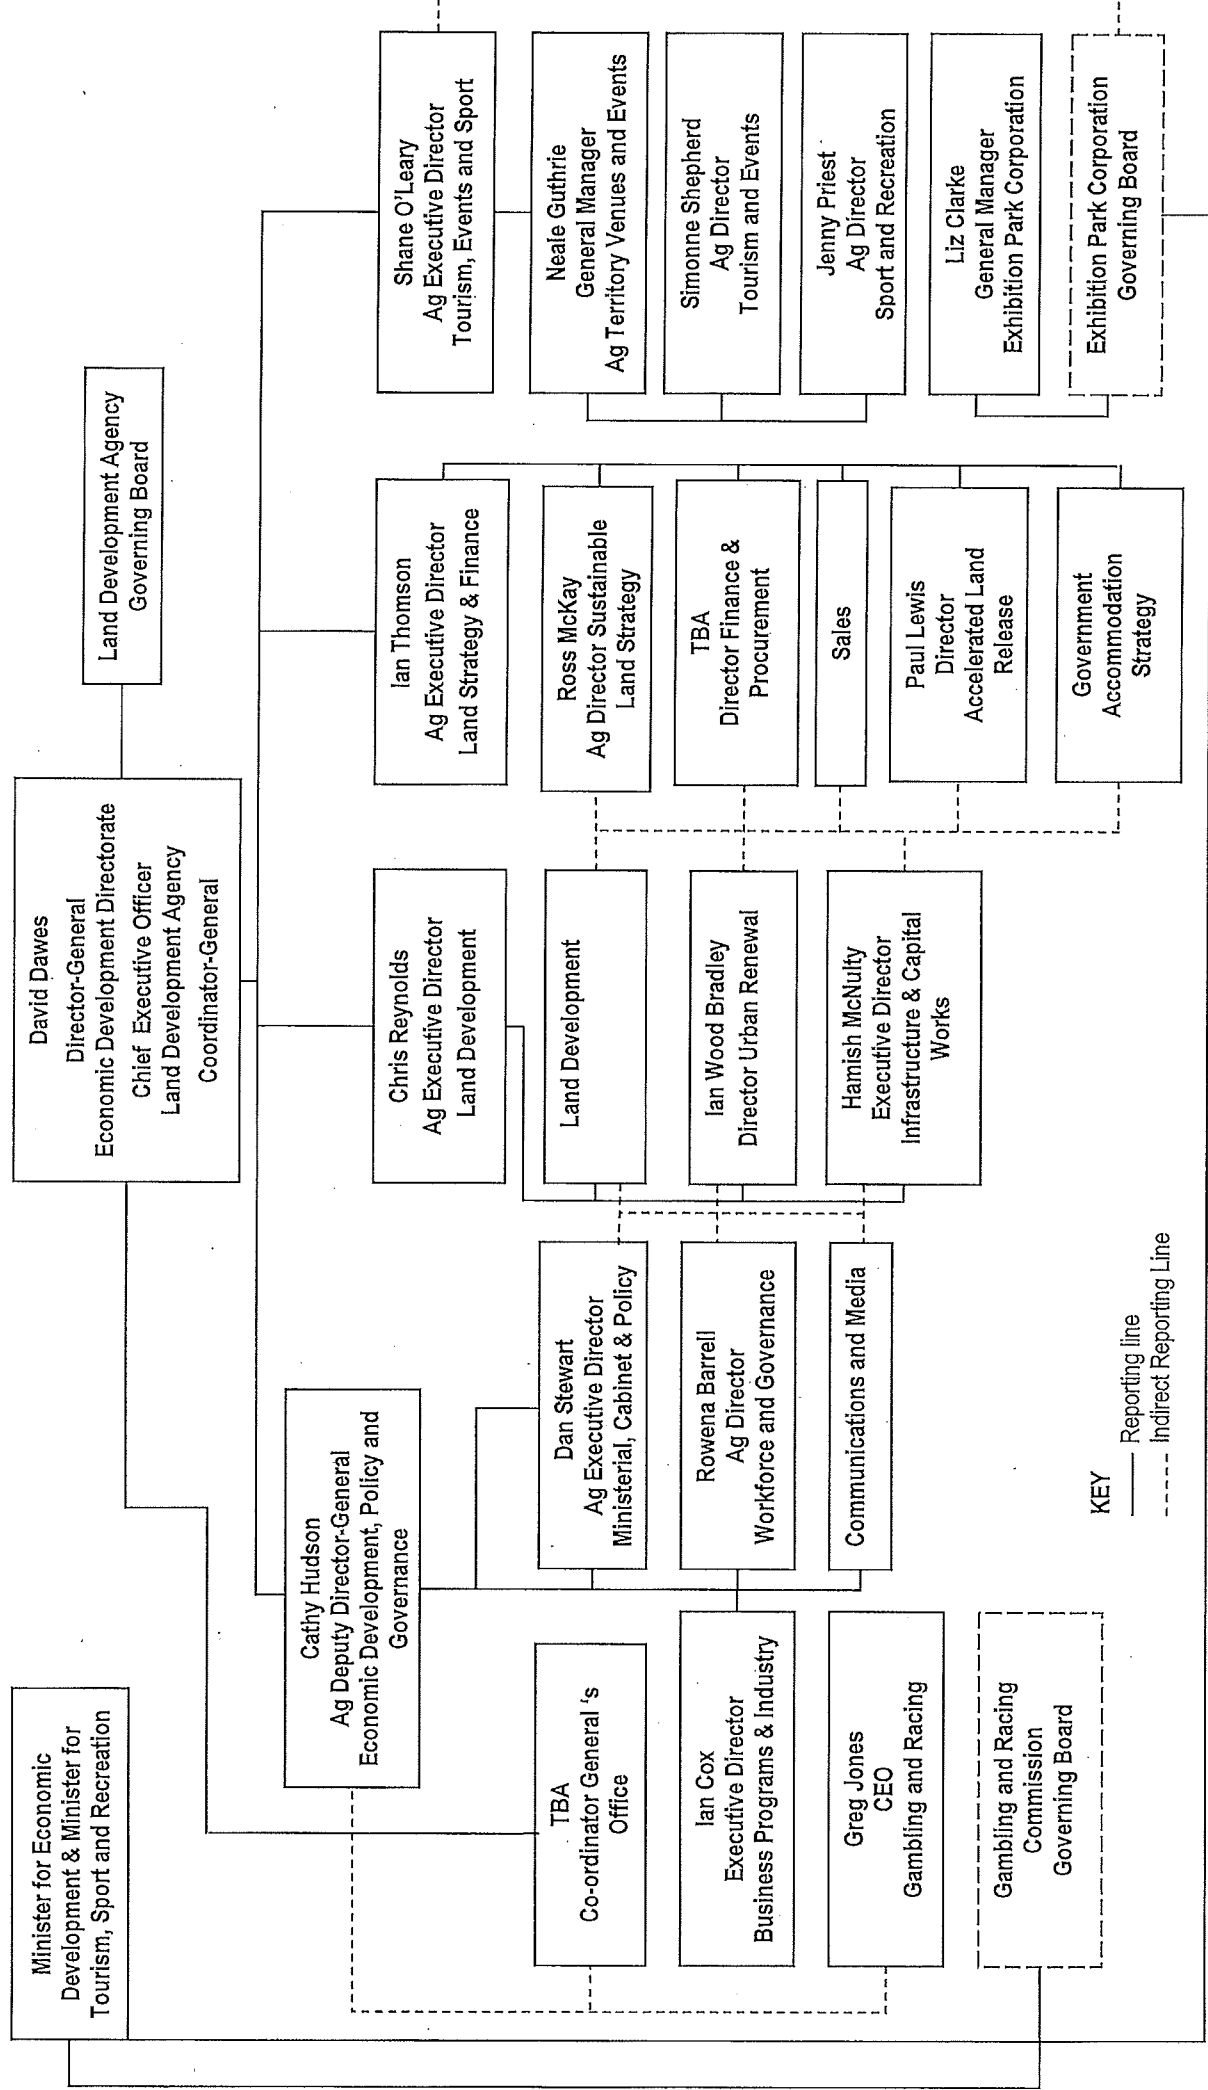 Minister for Economic
Development & Minister for
Tourism, Sport and Recreation
David Dawes
Director-General
Economic Development Directorate
Chief Executive Officer
Land Development Agency
Coordinator-General
Land Development Agency
Governing Board
Cathy Hudson
Ag Deputy Director-General
Economic Development, Policy and
Governance
Chris Reynolds
Ag Executive Director
Land Development
Ian Thomson
Ag Executive Director
Land Strategy & Finance
Shane O'Leary
Ag Executive Director
Tourism, Events and Sport
TBA
Co-ordinator General 's
Office
Ian Cox
Executive Director
Business Programs & Industry
Greg Jones
CEO
Gambling and Racing
Gambling and Racing
Commission
Governing Board
Dan Stewart
Ag Executive Director
Ministerial, Cabinet & Policy
Rowena Barrell
Ag Director
Workforce and Governance
Communications and Media
Land Development
Ian Wood Bradley
Director Urban Renewal
Hamish McNulty
Executive Director
Infrastructure & Capital
Works
Ross McKay
Ag Director Sustainable
Land Strategy
TBA
Director Finance &
Procurement
Sales
Paul Lewis
Director
Accelerated Land
Release
Government
Accommodation
Strategy
Neale Guthrie
General Manager
Ag Territory Venues and Events
Simonne Shepherd
Ag Director
Tourism and Events
Jenny Priest
Ag Director
Sport and Recreation
Liz Clarke
General Manager
Exhibition Park Corporation
Exhibition Park Corporation
Governing Board
KEY
Reporting line
Indirect Reporting Line